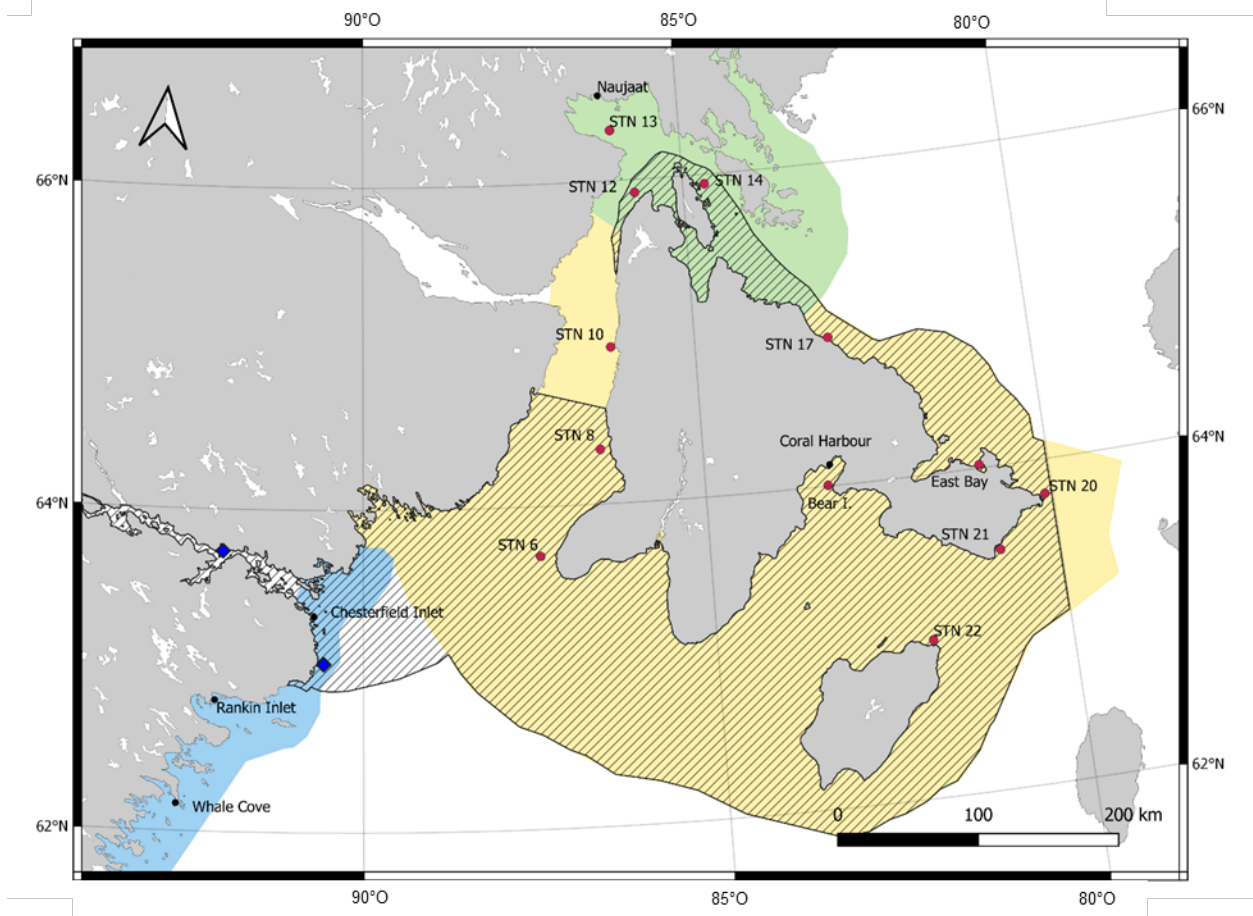 90°O
85°O
80°O
Naujaat
66°N
STN 13
66°N
STN 12
STN 14
STN 10
STN 17
STN 8
Coral Harbour
64°N
East Bay
STN 20
64°N
Bear I.
STN 21
STN 6
Chesterfield Inlet
STN 22
Rankin Inlet
62°N
Whale Cove
0
100
200 km
62°N
90°O
85°O
80°O